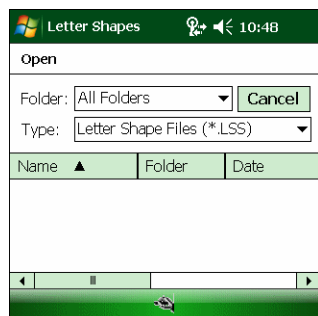 Letter Shapes 10:48
Open
Folder: All Folders Cancel
Type: Letter Shape Files (*.LSS)
Name Folder Date